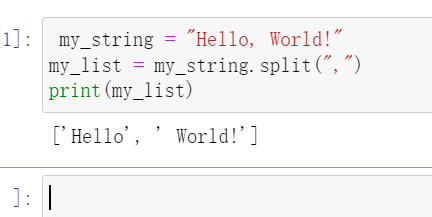 1]: my_string = "Hello, World!"
my_list = my_string.split(",")
print(my_list)
['Hello', ' World!']
]: